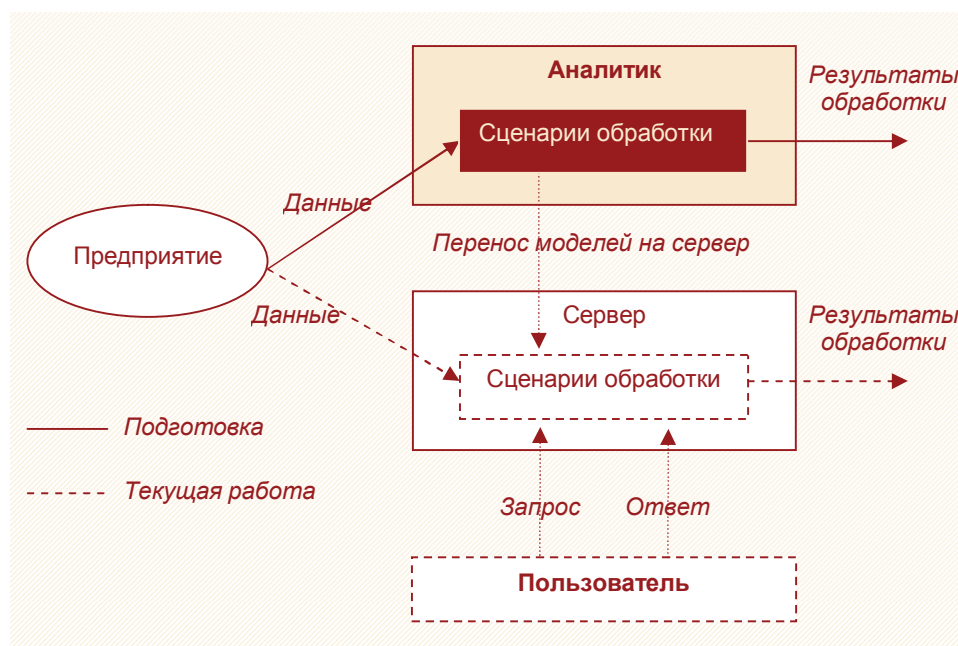 Аналитик
Результаты
обработки
Сценарии обработки
Данные
Перенос моделей на сервер
Предприятие
Данные
Сервер
Результаты
обработки
Сценарии обработки
Подготовка
Текущая работа
Запрос
Ответ
Пользователь